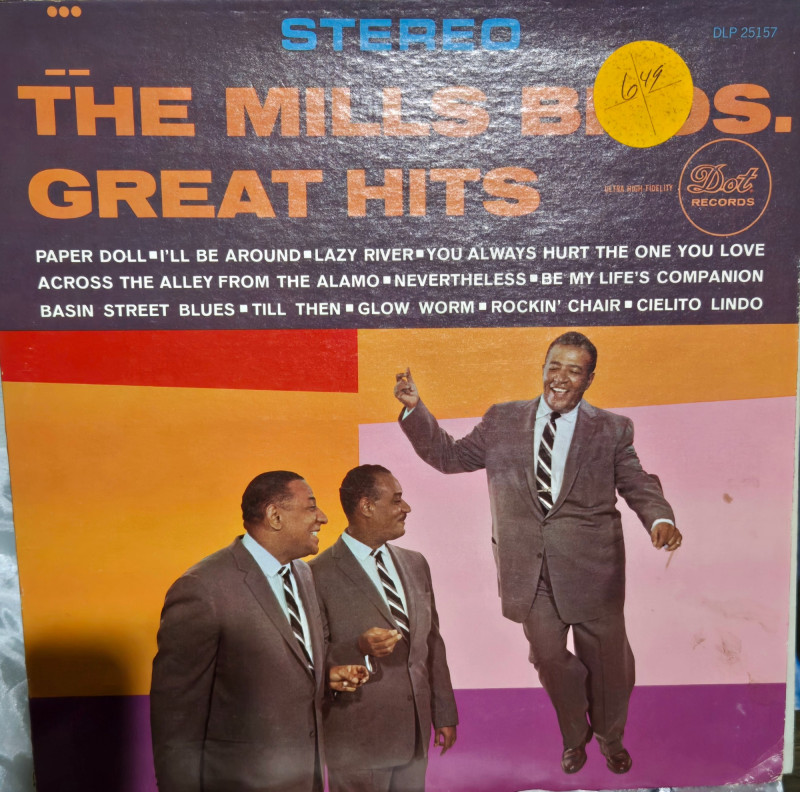 STEREO
DLP 25157
6 49
THE MILLS BROS.
GREAT HITS
ULTRA HIGH FIDELITY
Dot
RECORDS
PAPER DOLL▪I'LL BE AROUND▪LAZY RIVER▪YOU ALWAYS HURT THE ONE YOU LOVE
ACROSS THE ALLEY FROM THE ALAMO▪NEVERTHELESS▪BE MY LIFE'S COMPANION
BASIN STREET BLUES▪TILL THEN▪GLOW WORM▪ROCKIN' CHAIR▪CIELITO LINDO